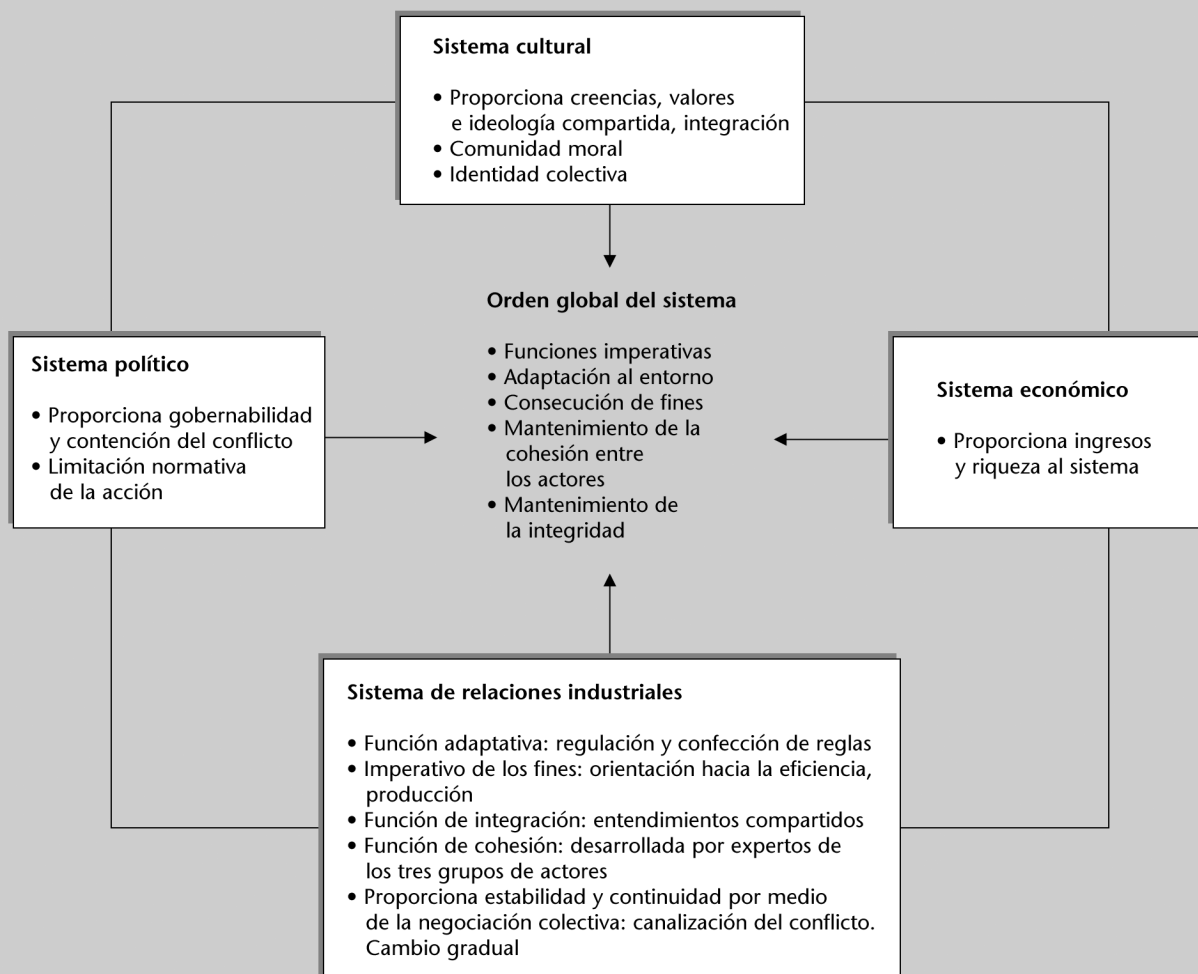 Sistema cultural
• Proporciona creencias, valores
e ideología compartida, integración
• Comunidad moral
• Identidad colectiva
Orden global del sistema
• Funciones imperativas
• Adaptación al entorno
• Consecución de fines
• Mantenimiento de la
cohesión entre
los actores
• Mantenimiento de
la integridad
Sistema político
• Proporciona gobernabilidad
y contención del conflicto
• Limitación normativa
de la acción
Sistema económico
• Proporciona ingresos
y riqueza al sistema
Sistema de relaciones industriales
• Función adaptativa: regulación y confección de reglas
• Imperativo de los fines: orientación hacia la eficiencia,
producción
• Función de integración: entendimientos compartidos
• Función de cohesión: desarrollada por expertos de
los tres grupos de actores
• Proporciona estabilidad y continuidad por medio
de la negociación colectiva: canalización del conflicto.
Cambio gradual